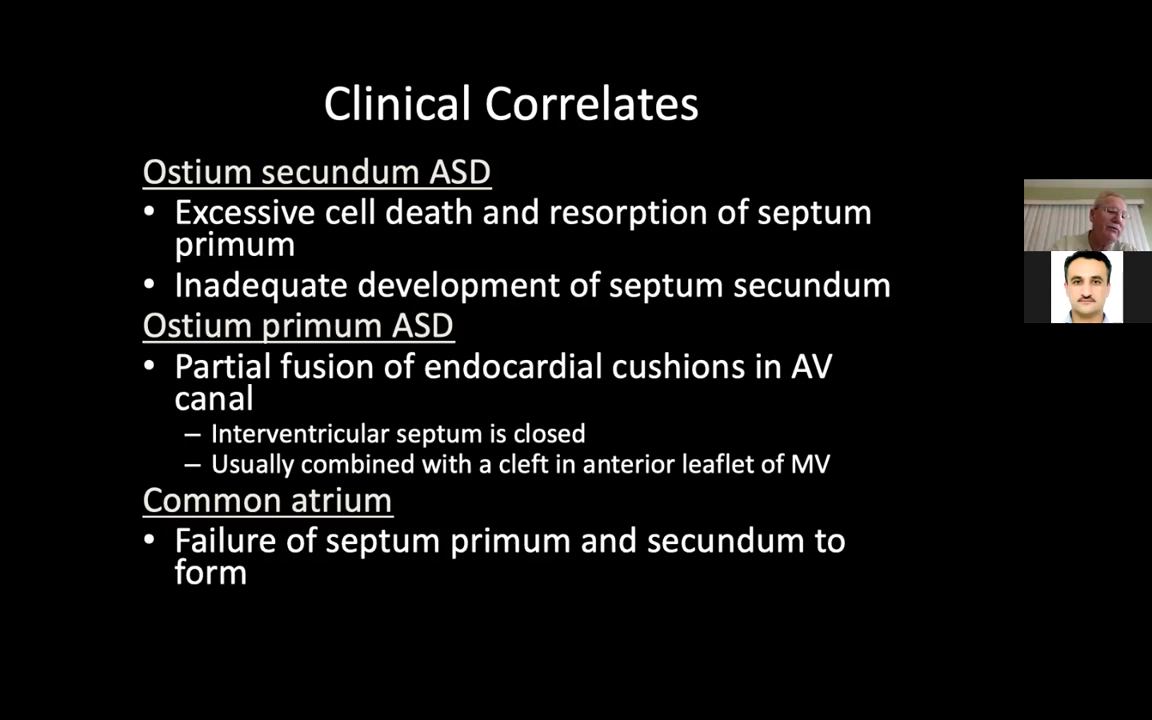 Clinical Correlates
Ostium secundum ASD
• Excessive cell death and resorption of septum
primum
• Inadequate development of septum secundum
Ostium primum ASD
• Partial fusion of endocardial cushions in AV
canal
– Interventricular septum is closed
– Usually combined with a cleft in anterior leaflet of MV
Common atrium
• Failure of septum primum and secundum to
form